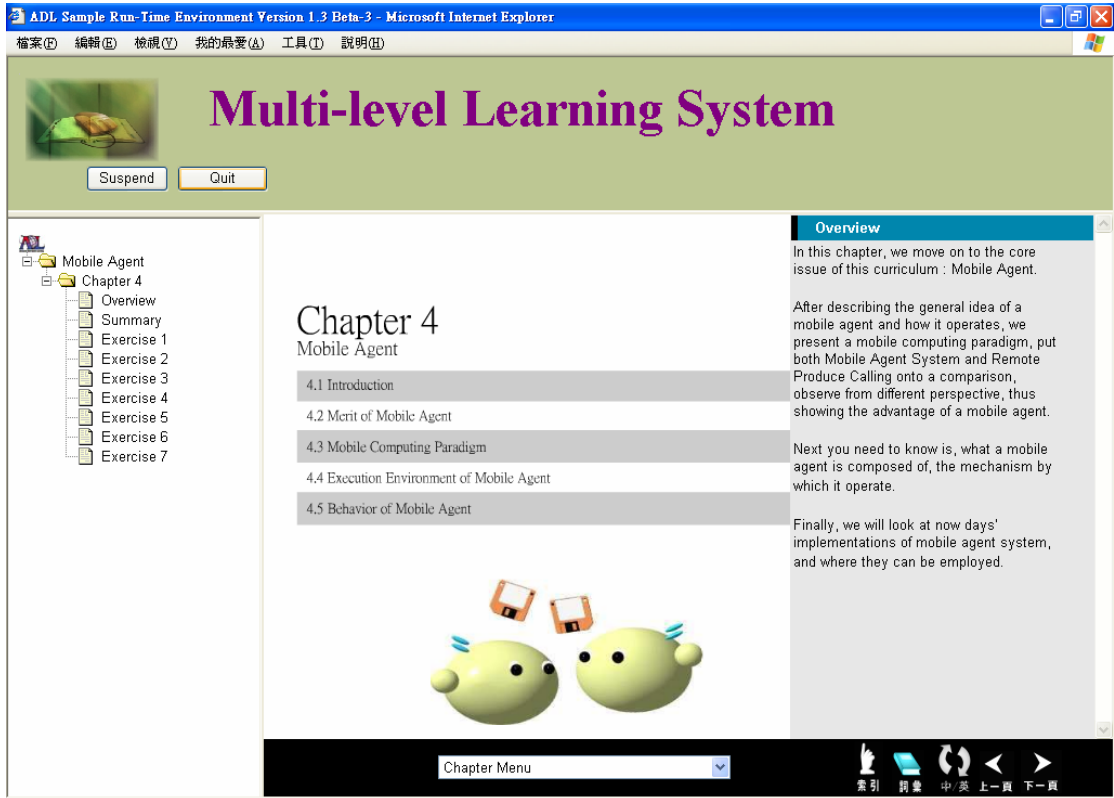 ADL Sample Run-Time Environment Version 1.3 Beta-3 - Microsoft Internet Explorer
檔案(F) 編輯(E) 檢視(V) 我的最愛(A) 工具(T) 說明(H)
Multi-level Learning System
Suspend Quit
ADL
Mobile Agent
Chapter 4
Overview
Summary
Exercise 1
Exercise 2
Exercise 3
Exercise 4
Exercise 5
Exercise 6
Exercise 7
Chapter 4
Mobile Agent
4.1 Introduction
4.2 Merit of Mobile Agent
4.3 Mobile Computing Paradigm
4.4 Execution Environment of Mobile Agent
4.5 Behavior of Mobile Agent
Overview
In this chapter, we move on to the core
issue of this curriculum : Mobile Agent.
After describing the general idea of a
mobile agent and how it operates, we
present a mobile computing paradigm, put
both Mobile Agent System and Remote
Produce Calling onto a comparison,
observe from different perspective, thus
showing the advantage of a mobile agent.
Next you need to know is, what a mobile
agent is composed of, the mechanism by
which it operate.
Finally, we will look at now days'
implementations of mobile agent system,
and where they can be employed.
Chapter Menu
索引 詞彙 中/英 上一頁 下一頁